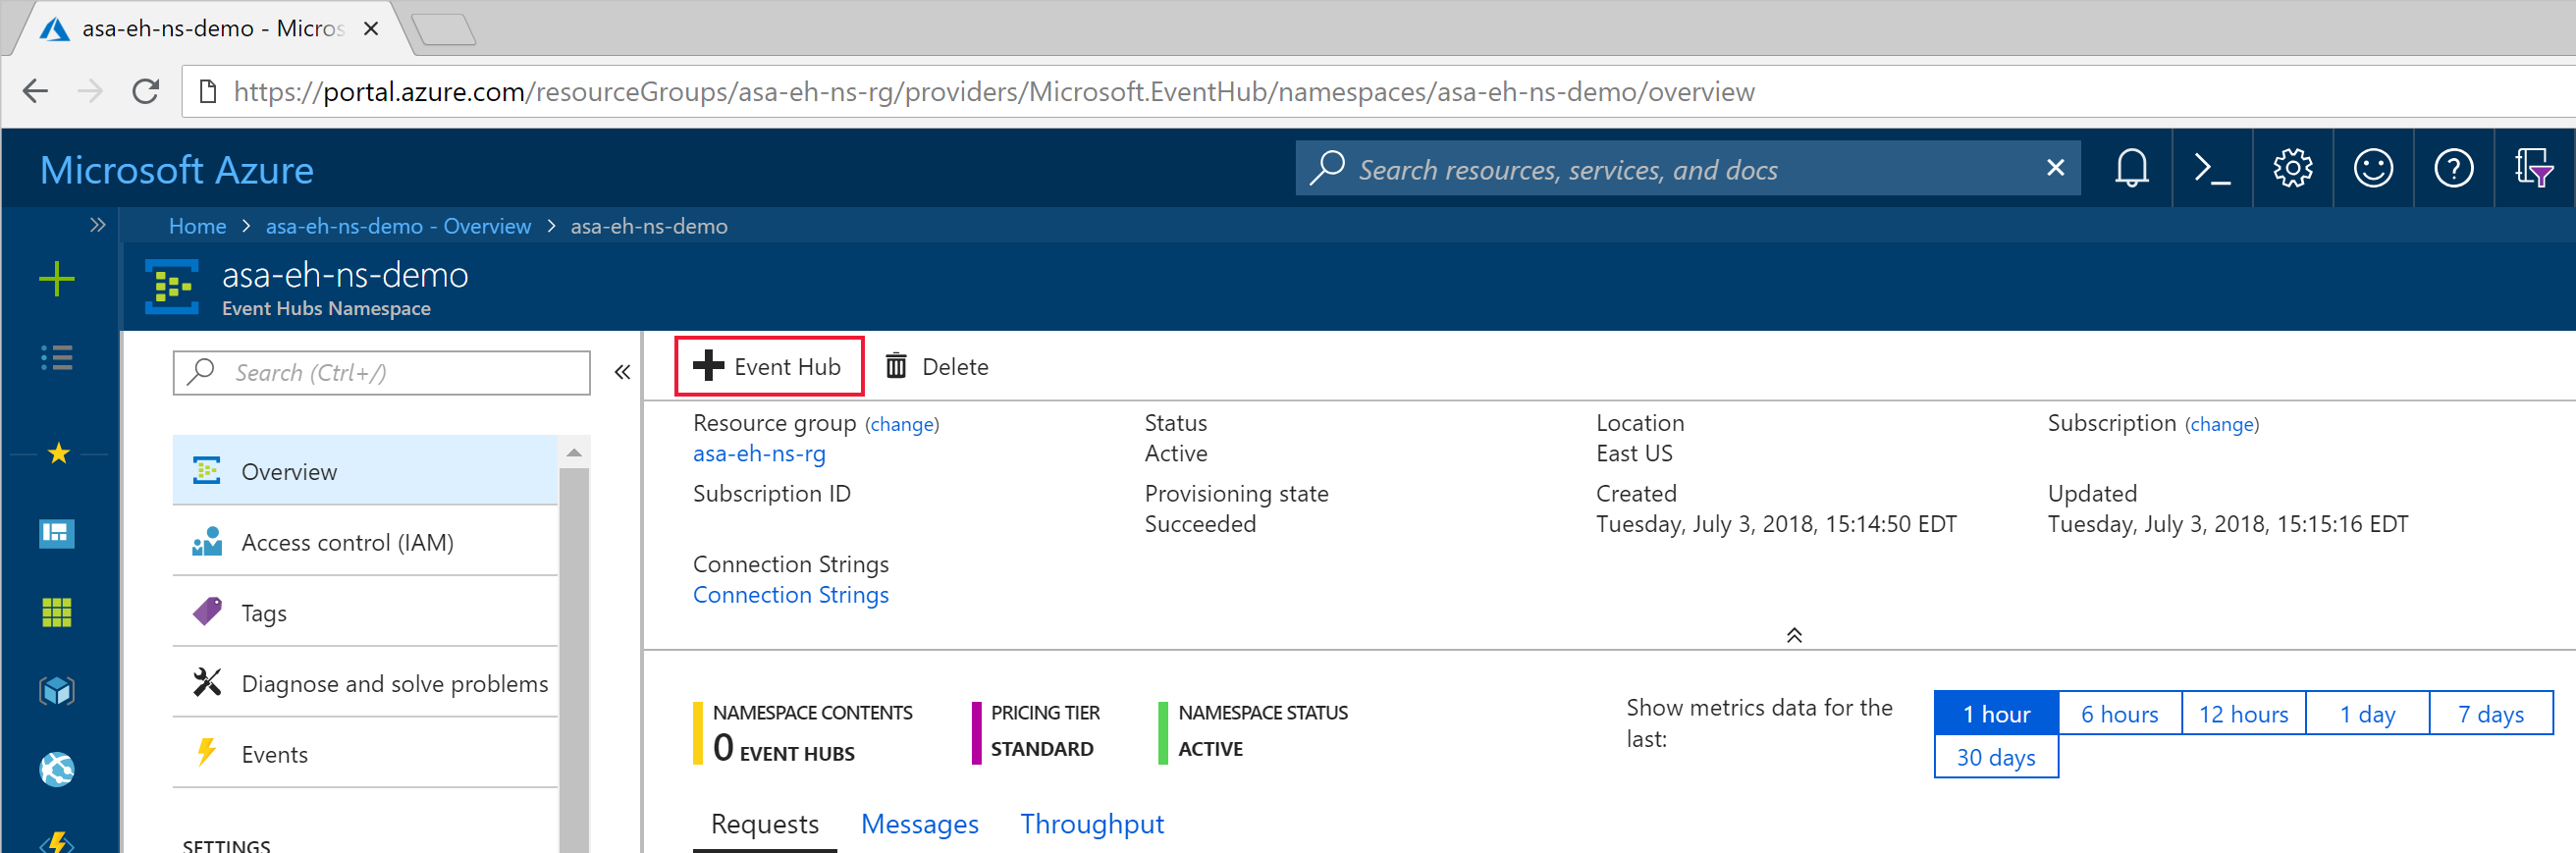 asa-eh-ns-demo - Micros
https://portal.azure.com/resourceGroups/asa-eh-ns-rg/providers/Microsoft.EventHub/namespaces/asa-eh-ns-demo/overview
Microsoft Azure
Search resources, services, and docs
Home > asa-eh-ns-demo - Overview > asa-eh-ns-demo
asa-eh-ns-demo
Event Hubs Namespace
Search (Ctrl+/)
Overview
Access control (IAM)
Tags
Diagnose and solve problems
Events
SETTINGS
Event Hub
Delete
Resource group (change)
asa-eh-ns-rg
Status
Active
Location
East US
Subscription (change)
Subscription ID
Provisioning state
Succeeded
Created
Tuesday, July 3, 2018, 15:14:50 EDT
Updated
Tuesday, July 3, 2018, 15:15:16 EDT
Connection Strings
Connection Strings
NAMESPACE CONTENTS
0 EVENT HUBS
PRICING TIER
STANDARD
NAMESPACE STATUS
ACTIVE
Show metrics data for the
last:
1 hour
6 hours
12 hours
1 day
7 days
30 days
Requests
Messages
Throughput